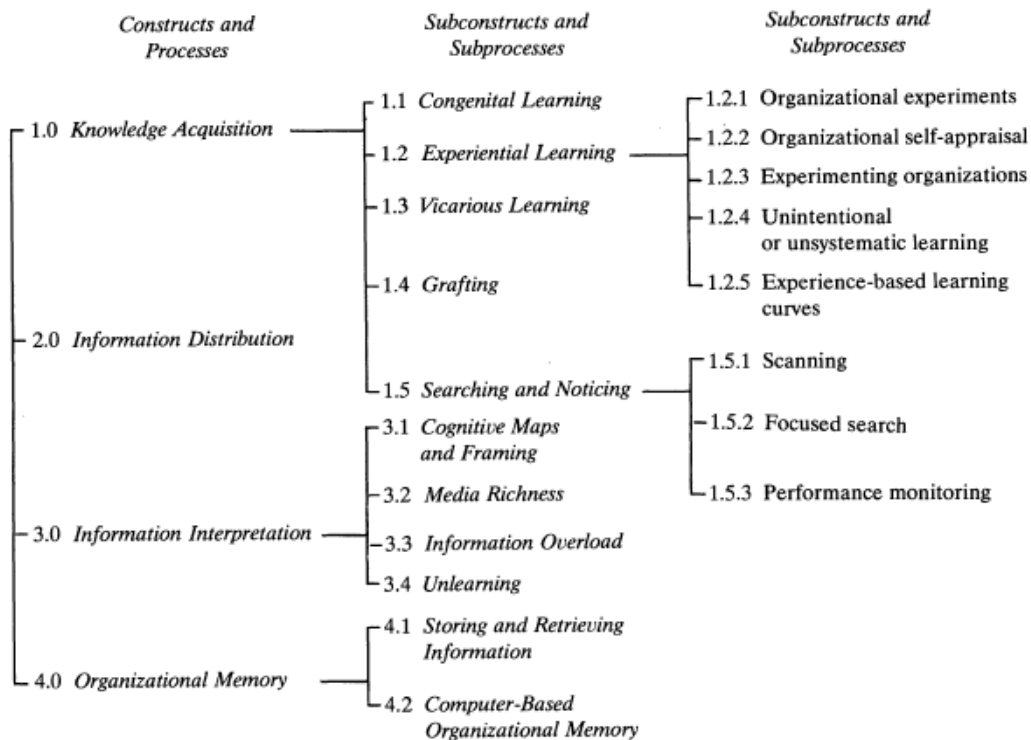 Constructs and
Processes
Subconstructs and
Subprocesses
Subconstructs and
Subprocesses
1.0 Knowledge Acquisition
1.1 Congenital Learning
1.2 Experiential Learning
1.2.1 Organizational experiments
1.2.2 Organizational self-appraisal
1.2.3 Experimenting organizations
1.2.4 Unintentional
or unsystematic learning
1.2.5 Experience-based learning
curves
1.3 Vicarious Learning
1.4 Grafting
1.5 Searching and Noticing
1.5.1 Scanning
1.5.2 Focused search
1.5.3 Performance monitoring
2.0 Information Distribution
3.0 Information Interpretation
3.1 Cognitive Maps
and Framing
3.2 Media Richness
3.3 Information Overload
3.4 Unlearning
4.0 Organizational Memory
4.1 Storing and Retrieving
Information
4.2 Computer-Based
Organizational Memory